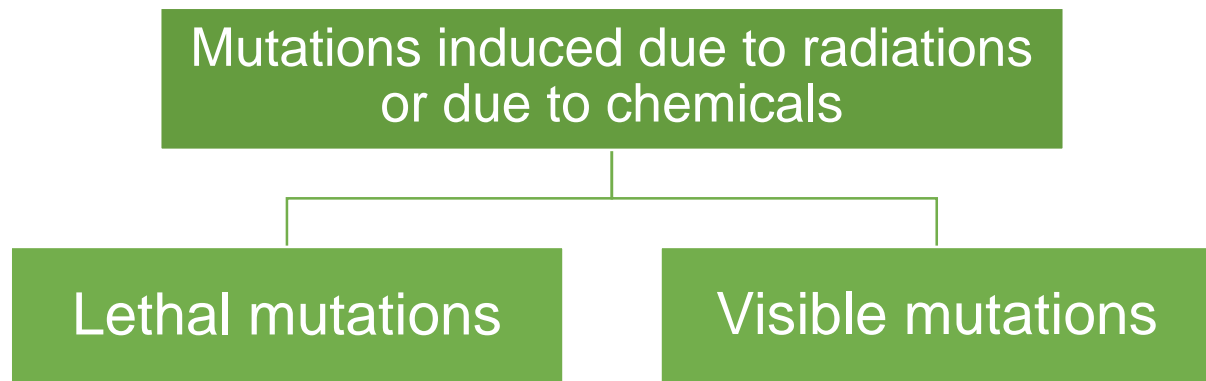 Mutations induced due to radiations
or due to chemicals
Lethal mutations
Visible mutations